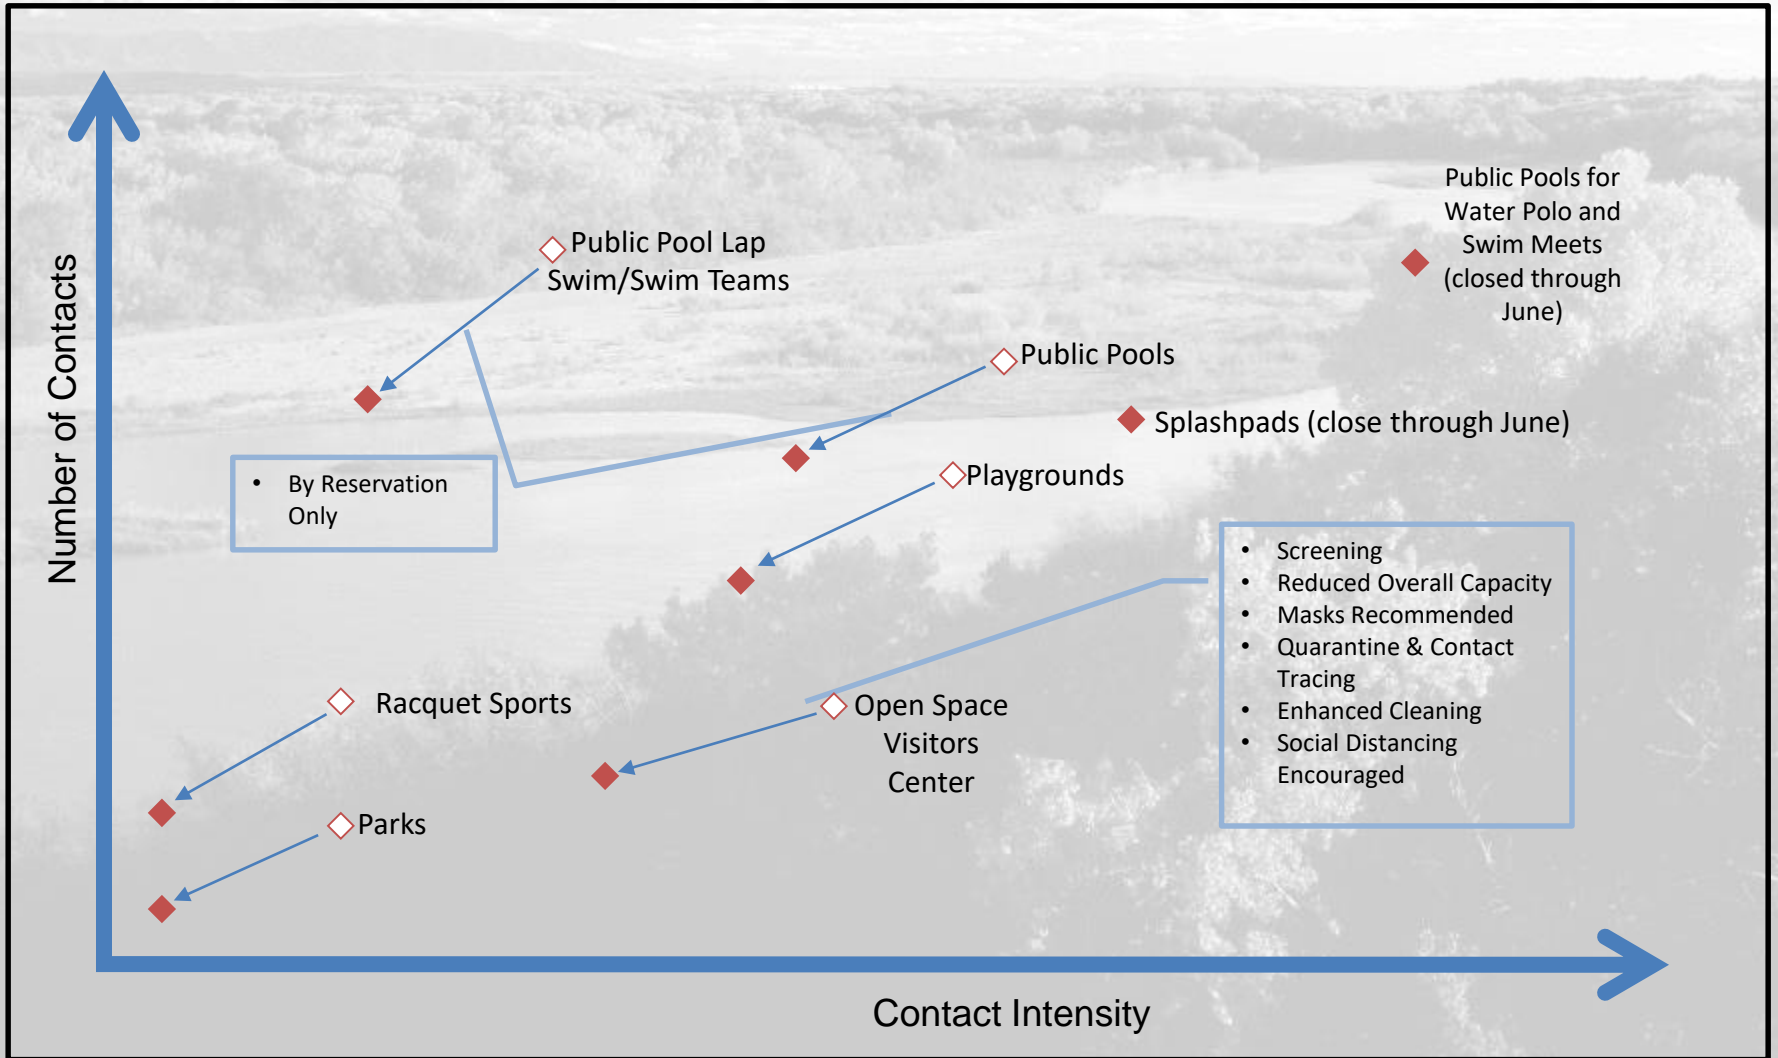 Number of Contacts
Public Pool Lap
Swim/Swim Teams
Public Pools for
Water Polo and
Swim Meets
(closed through
June)
Public Pools
Splashpads (close through June)
Playgrounds
• By Reservation
Only
• Screening
• Reduced Overall Capacity
• Masks Recommended
• Quarantine & Contact
Tracing
• Enhanced Cleaning
• Social Distancing
Encouraged
Racquet Sports
Open Space
Visitors
Center
Parks
Contact Intensity